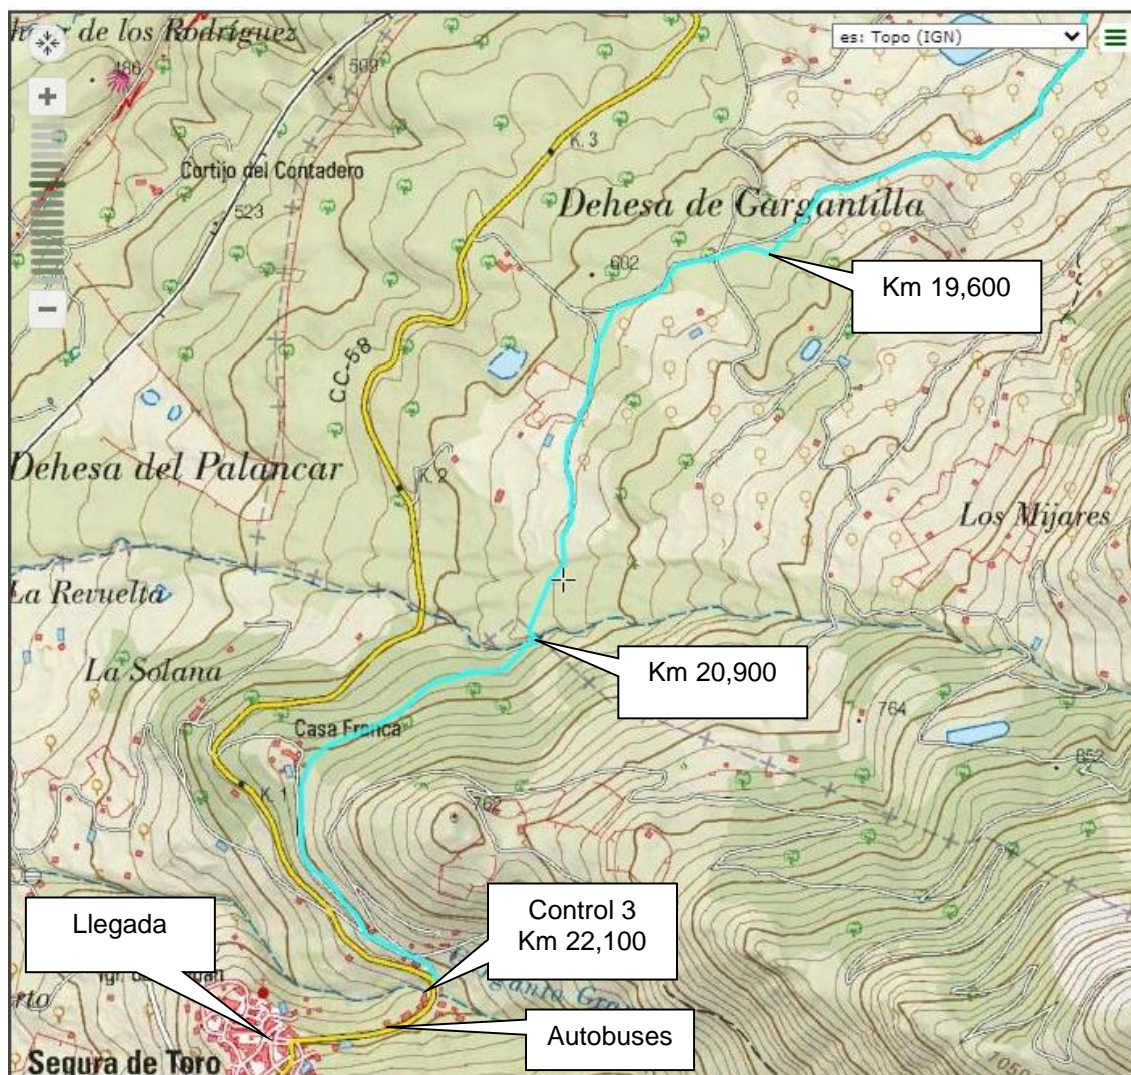 de los Rodríguez
es: Topo (IGN)
486
509
K. 3
Cortijo del Contadero
523
Dehesa de Gargantilla
602
Km 19,600
CC-58
Dehesa del Palancar
K. 2
Los Mijares
La Revuelta
Km 20,900
La Solana
764
Casa Franca
852
K. 1
762
Llegada
Control 3
Km 22,100
Garganta Gra
Autobuses
Segura de Toro
1050